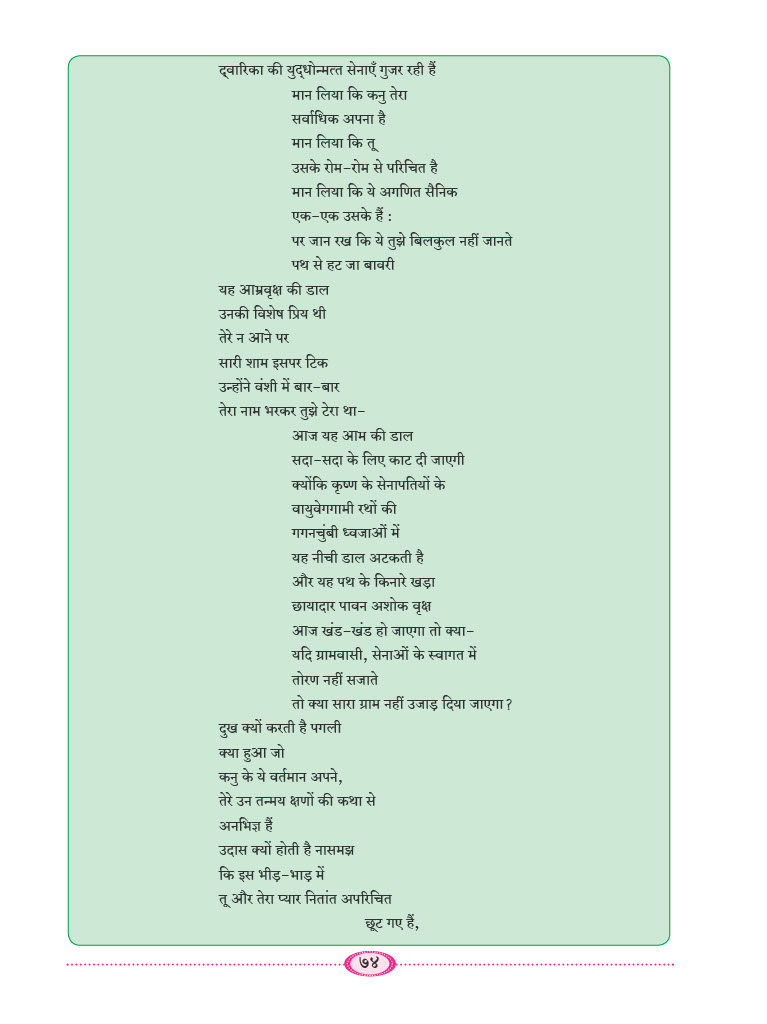 द्वारिका की युद्धोन्मत्त सेनाएँ गुजर रही हैं
मान लिया कि कनु तेरा
सर्वाधिक अपना है
मान लिया कि तू
उसके रोम-रोम से परिचित है
मान लिया कि ये अगणित सैनिक
एक-एक उसके हैं :
पर जान रख कि ये तुझे बिलकुल नहीं जानते
पथ से हट जा बावरी
यह आम्रवृक्ष की डाल
उनकी विशेष प्रिय थी
तेरे न आने पर
सारी शाम इसपर टिक
उन्होंने वंशी में बार-बार
तेरा नाम भरकर तुझे टेरा था-
आज यह आम की डाल
सदा-सदा के लिए काट दी जाएगी
क्योंकि कृष्ण के सेनापतियों के
वायुवेगगामी रथों की
गगनचुंबी ध्वजाओं में
यह नीची डाल अटकती है
और यह पथ के किनारे खड़ा
छायादार पावन अशोक वृक्ष
आज खंड-खंड हो जाएगा तो क्या-
यदि ग्रामवासी, सेनाओं के स्वागत में
तोरण नहीं सजाते
तो क्या सारा ग्राम नहीं उजाड़ दिया जाएगा ?
दुख क्यों करती है पगली
क्या हुआ जो
कनु के ये वर्तमान अपने,
तेरे उन तन्मय क्षणों की कथा से
अनभिज्ञ हैं
उदास क्यों होती है नासमझ
कि इस भीड़-भाड़ में
तू और तेरा प्यार नितांत अपरिचित
छूट गए हैं,
७४